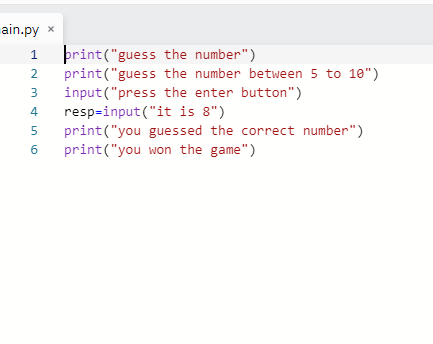 ain.py ×
1 print("guess the number")
2 print("guess the number between 5 to 10")
3 input("press the enter button")
4 resp=input("it is 8")
5 print("you guessed the correct number")
6 print("you won the game")